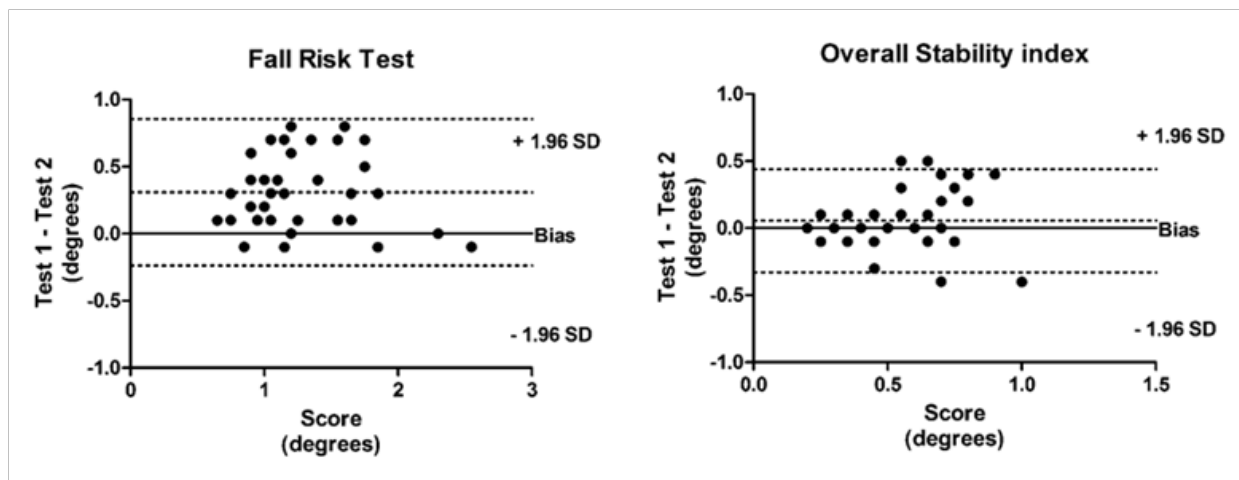 Fall Risk Test
1.0
0.5
0.0
-0.5
-1.0
Test 1 - Test 2
(degrees)
+ 1.96 SD
Bias
- 1.96 SD
0
1
2
3
Score
(degrees)
Overall Stability index
1.0
0.5
0.0
-0.5
-1.0
Test 1 - Test 2
(degrees)
+ 1.96 SD
Bias
- 1.96 SD
0.0
0.5
1.0
1.5
Score
(degrees)